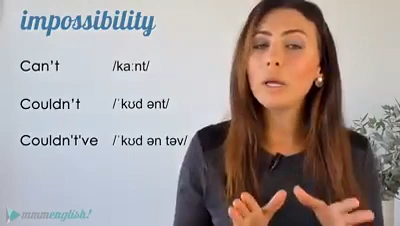 impossibility
Can't /kaːnt/
Couldn't /ˈkʊd ənt/
Couldn't've /ˈkʊd ən təv/
mmmenglish!